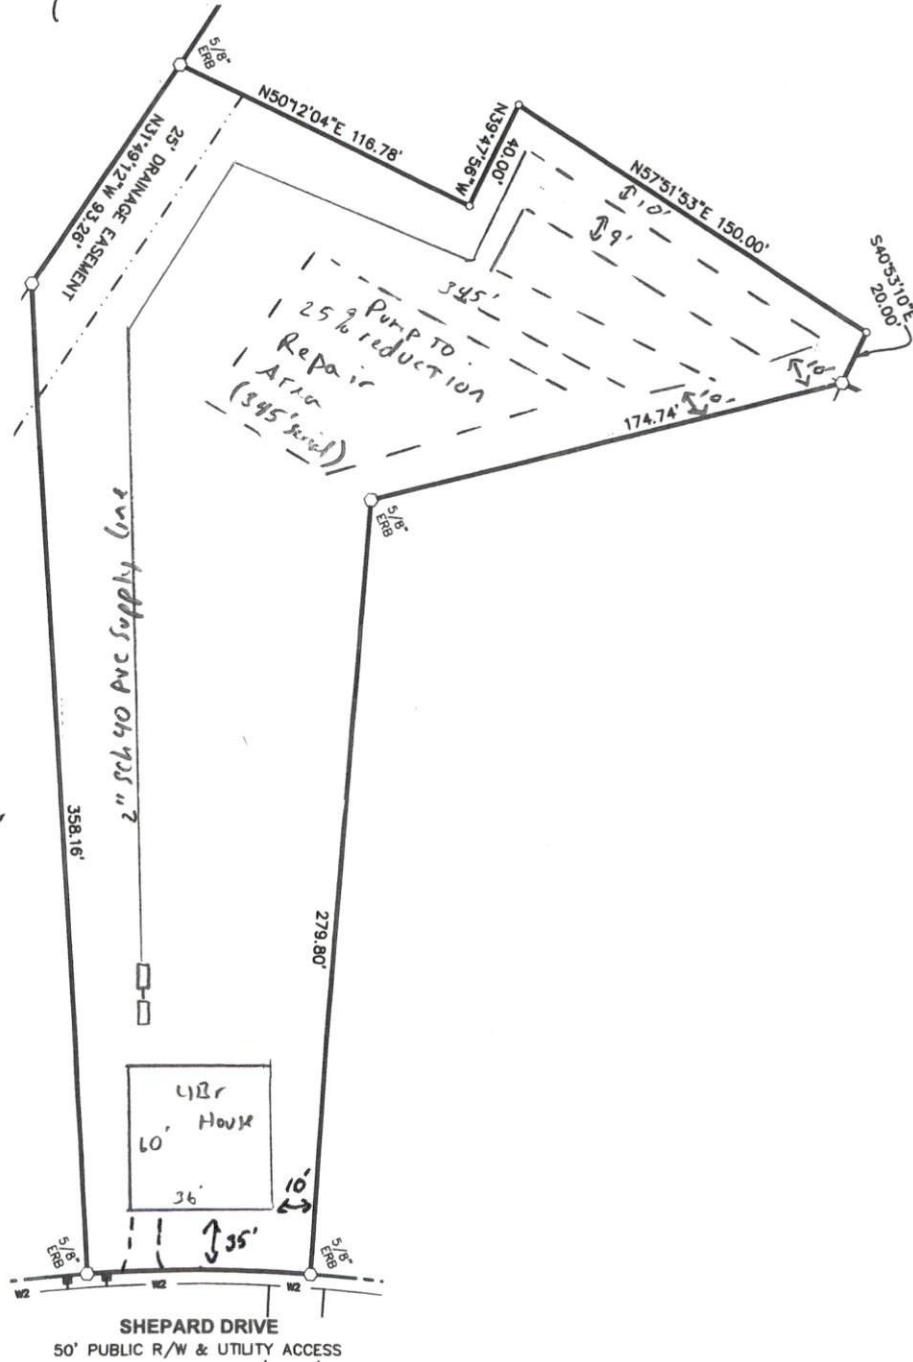 5/8"
ERB
N50°12'04"E 116.78'
N39°47'56"W
40.00'
N57°51'53"E 150.00'
S40°53'10"E
20.00'
25' DRAINAGE EASEMENT
N31°49'12"W 93.26'
10'
9'
345'
Pump TO
25% reduction
Repair
Area
(345' serial)
10'
10'
174.74'
5/8"
ERB
2" Sch 40 PVC Supply Line
358.16'
279.80'
4Br
House
60'
36'
10'
35'
5/8"
ERB
5/8"
ERB
W2
W2
W2
SHEPARD DRIVE
50' PUBLIC R/W & UTILITY ACCESS